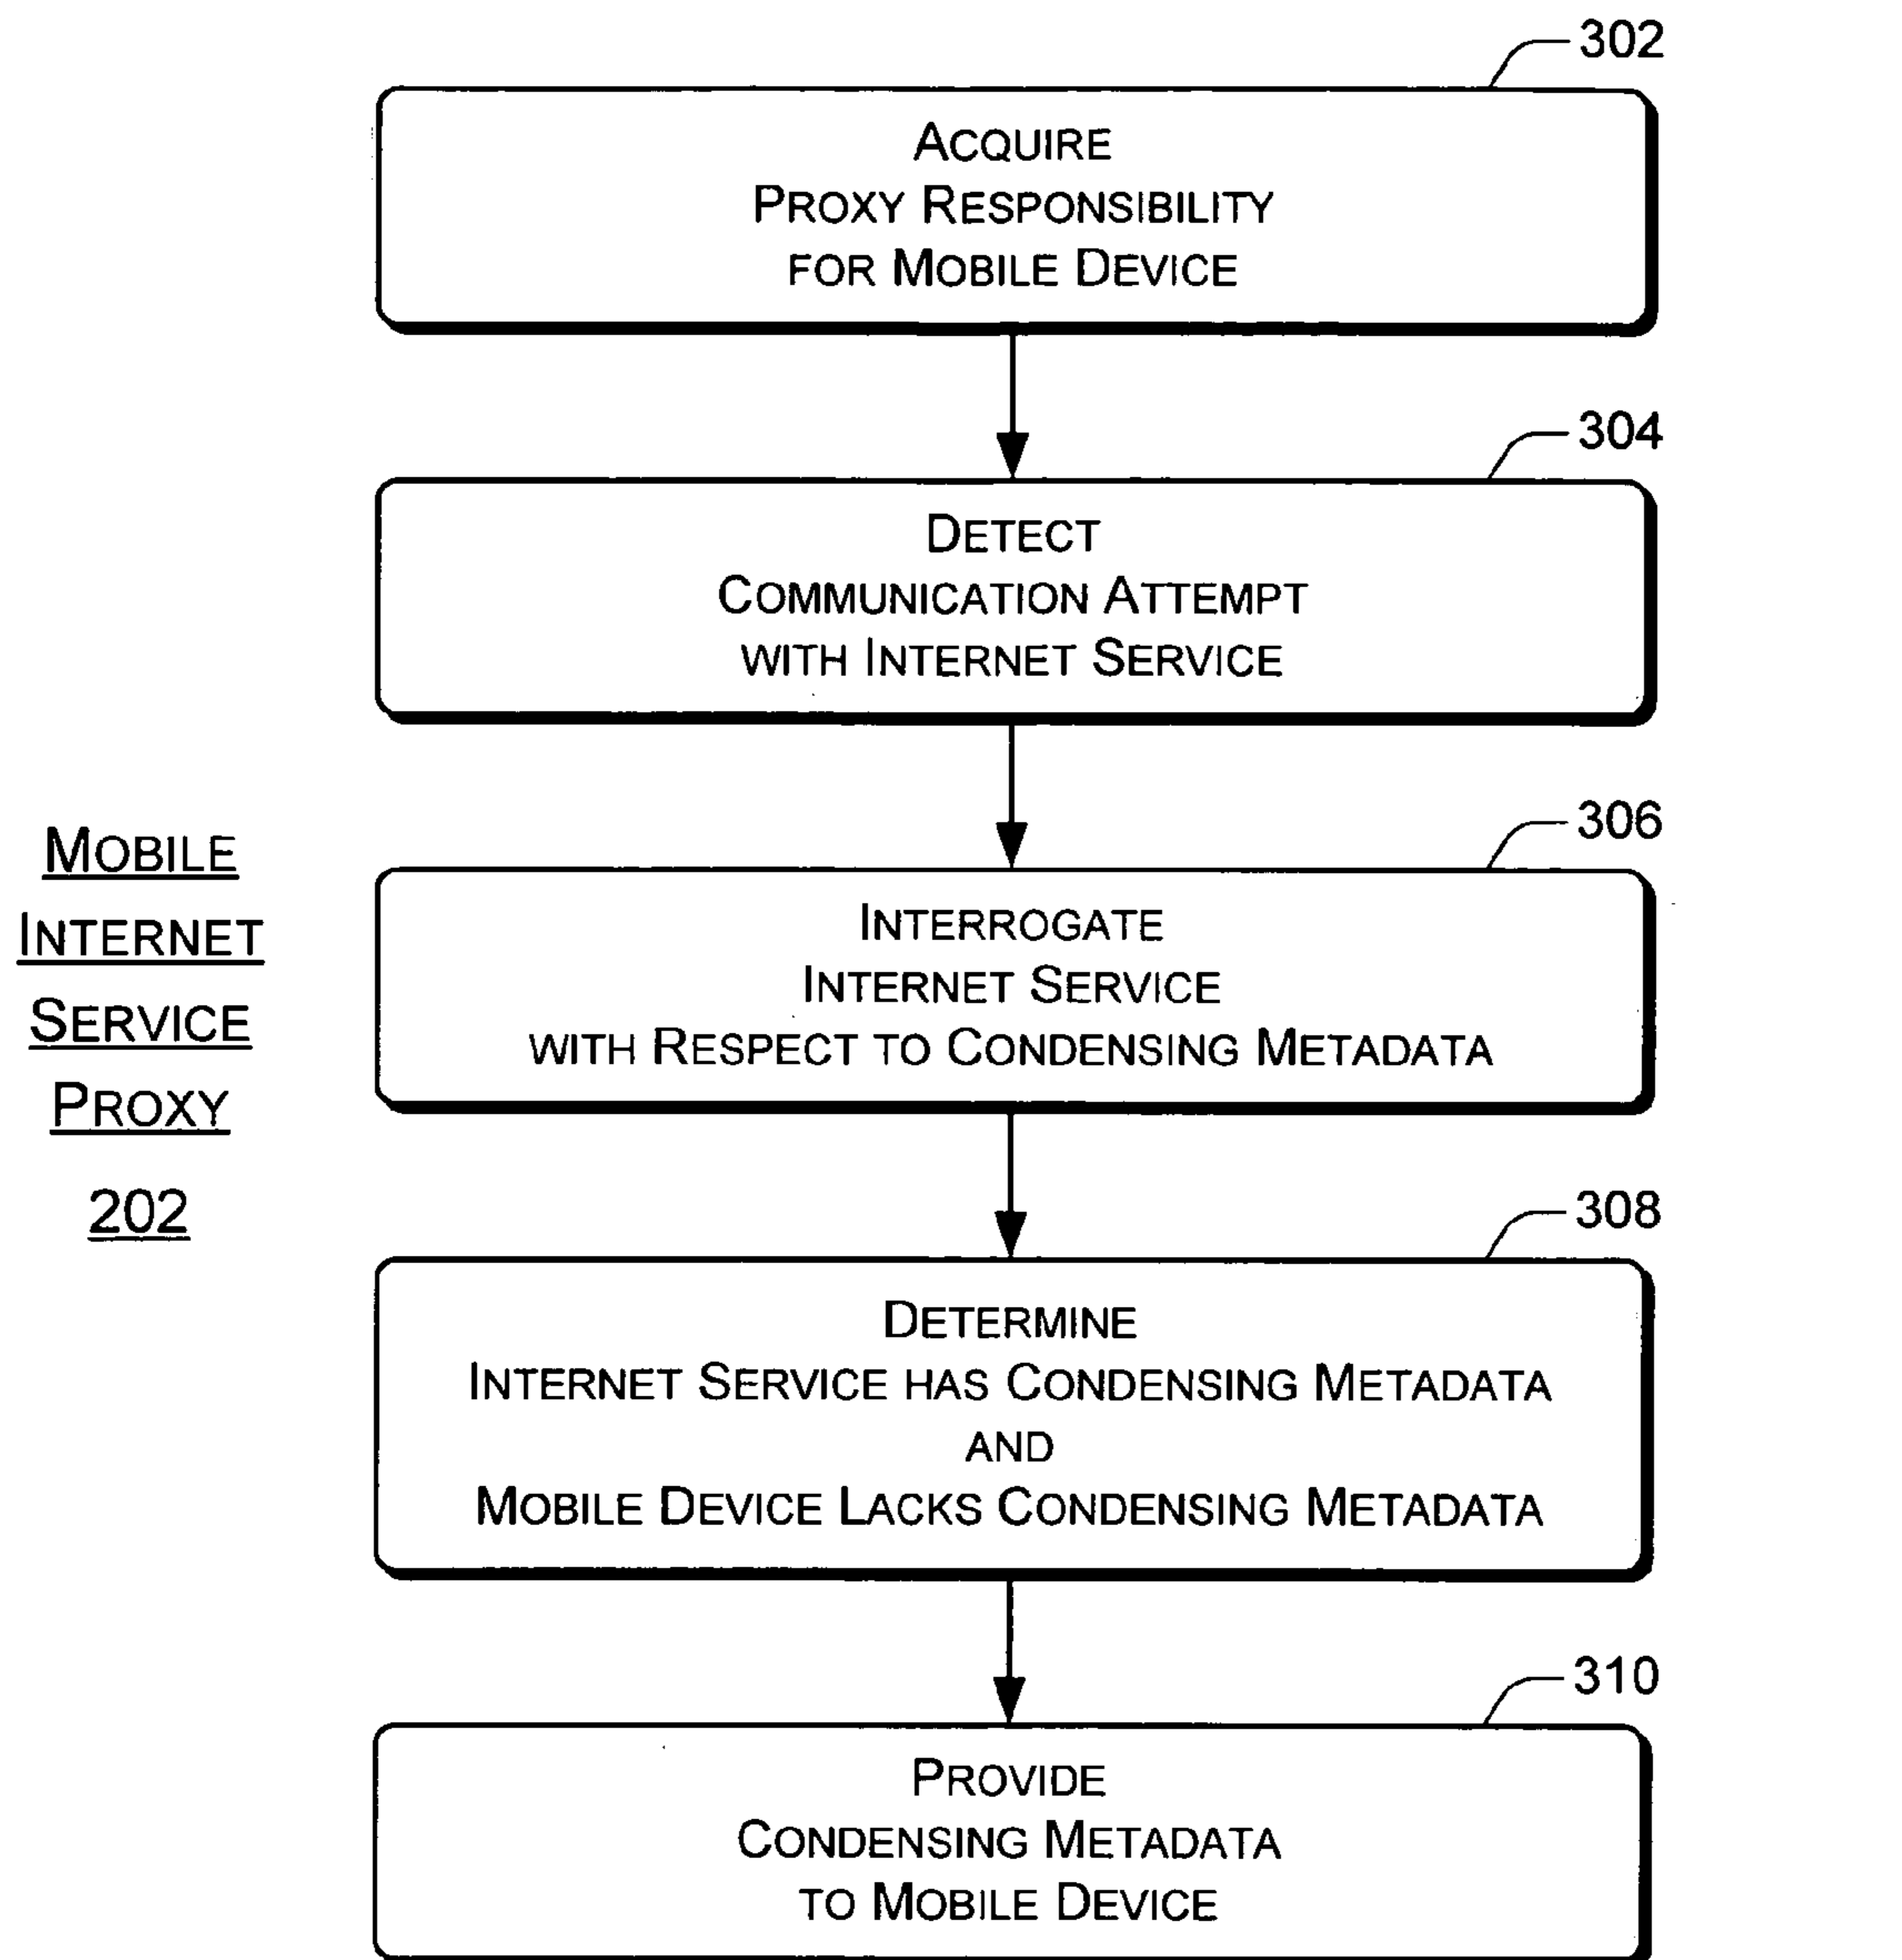 302
ACQUIRE
PROXY RESPONSIBILITY
FOR MOBILE DEVICE
304
DETECT
COMMUNICATION ATTEMPT
WITH INTERNET SERVICE
306
INTERROGATE
INTERNET SERVICE
WITH RESPECT TO CONDENSING METADATA
MOBILE
INTERNET
SERVICE
PROXY
202
308
DETERMINE
INTERNET SERVICE HAS CONDENSING METADATA
AND
MOBILE DEVICE LACKS CONDENSING METADATA
310
PROVIDE
CONDENSING METADATA
TO MOBILE DEVICE